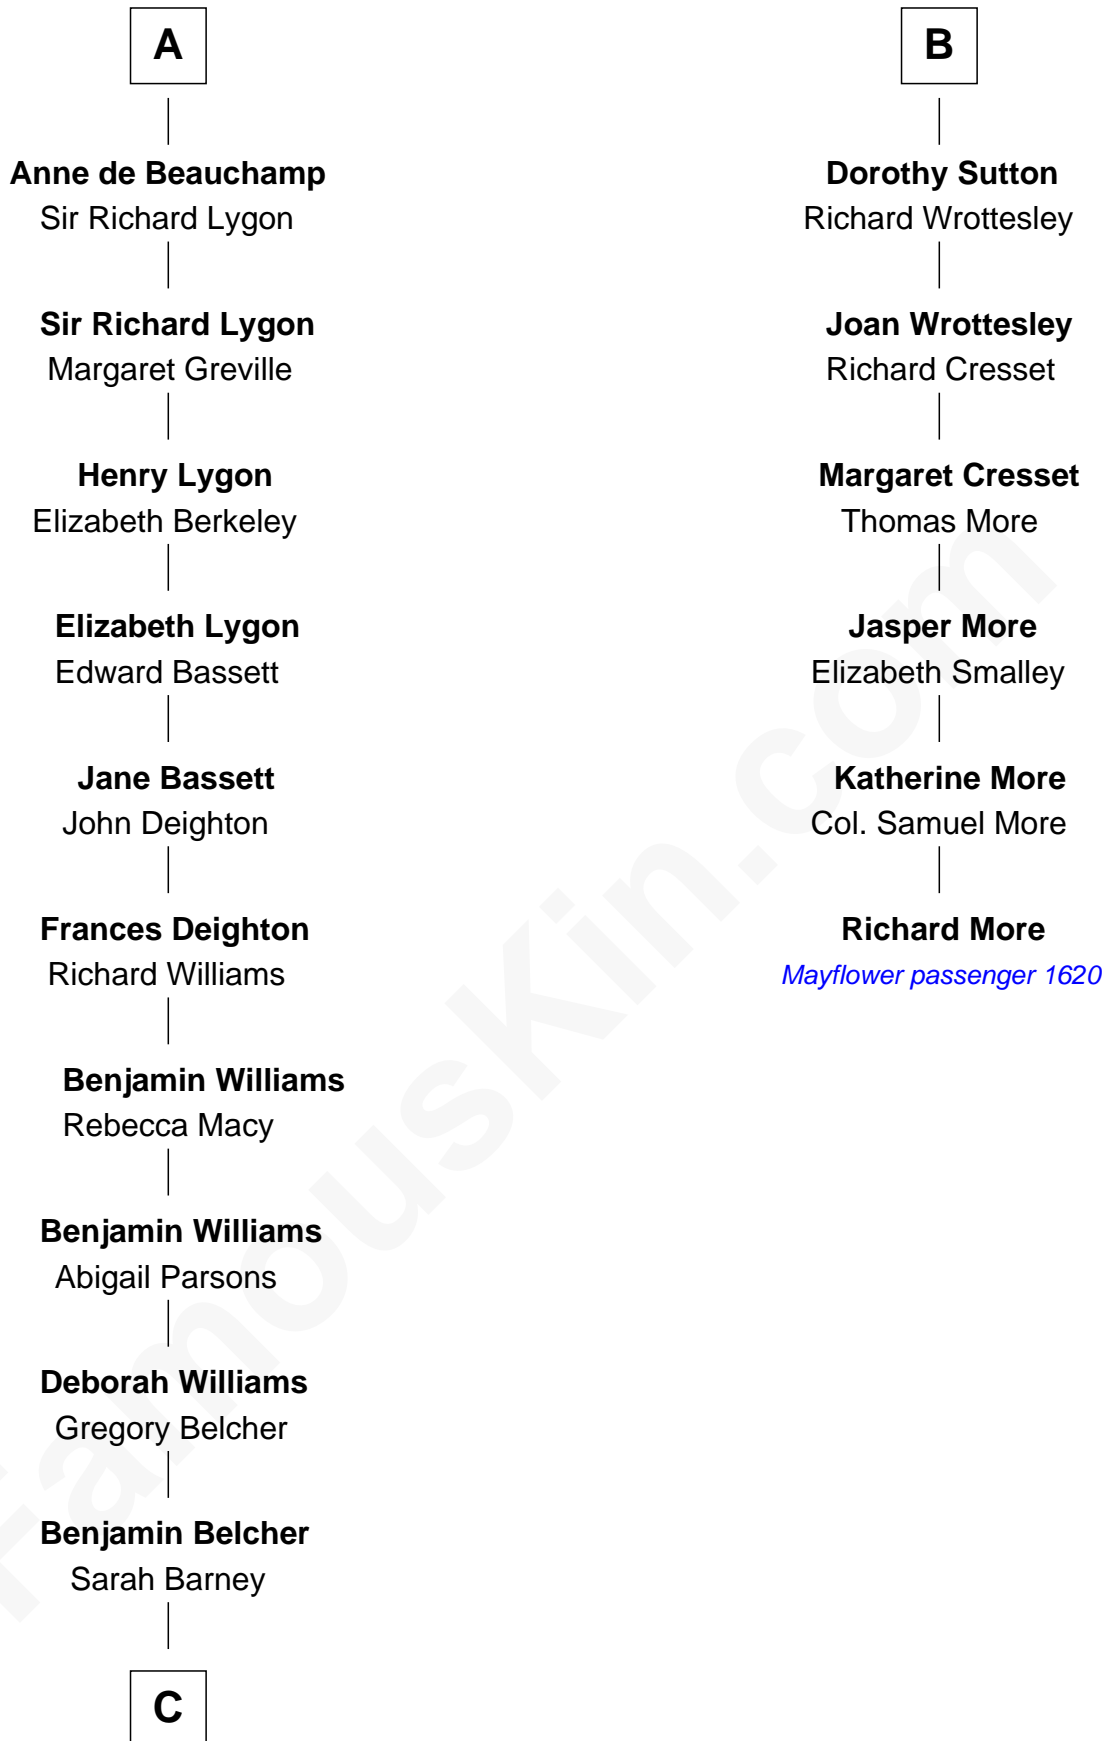 A
Anne de Beauchamp
Sir Richard Lygon
Sir Richard Lygon
Margaret Greville
Henry Lygon
Elizabeth Berkeley
Elizabeth Lygon
Edward Bassett
Jane Bassett
John Deighton
Frances Deighton
Richard Williams
Benjamin Williams
Rebecca Macy
Benjamin Williams
Abigail Parsons
Deborah Williams
Gregory Belcher
Benjamin Belcher
Sarah Barney
C
B
Dorothy Sutton
Richard Wrottesley
Joan Wrottesley
Richard Cresset
Margaret Cresset
Thomas More
Jasper More
Elizabeth Smalley
Katherine More
Col. Samuel More
Richard More
Mayflower passenger 1620
FamousKin.com